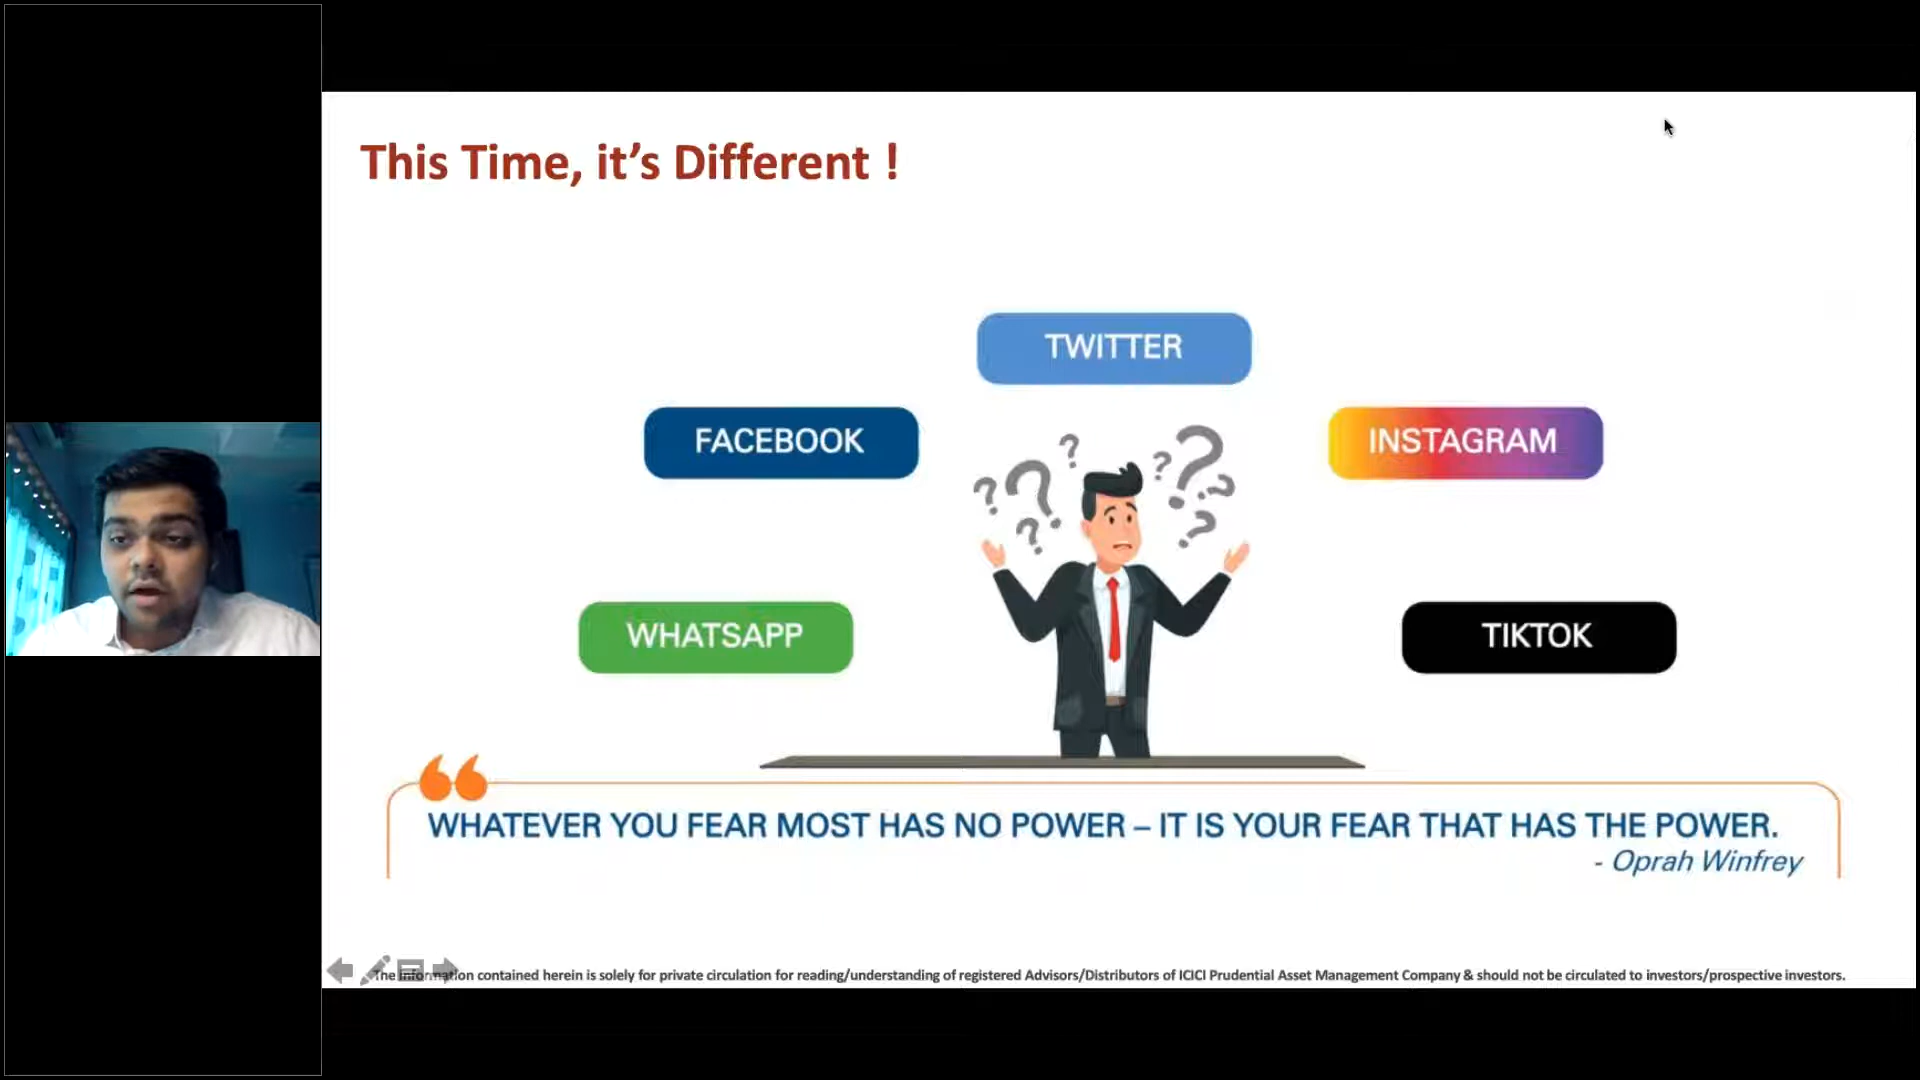 This Time, it's Different !
TWITTER
FACEBOOK
INSTAGRAM
WHATSAPP
TIKTOK
WHATEVER YOU FEAR MOST HAS NO POWER – IT IS YOUR FEAR THAT HAS THE POWER.
- Oprah Winfrey
The information contained herein is solely for private circulation for reading/understanding of registered Advisors/Distributors of ICICI Prudential Asset Management Company & should not be circulated to investors/prospective investors.